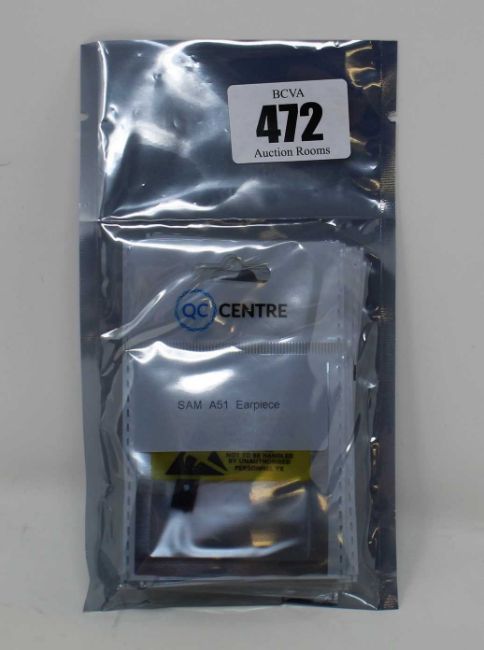 BCVA
472
Auction Rooms
QC CENTRE
SAM A51 Earpiece
NOT TO BE HANDLED
BY UNAUTHORISED
PERSONNEL